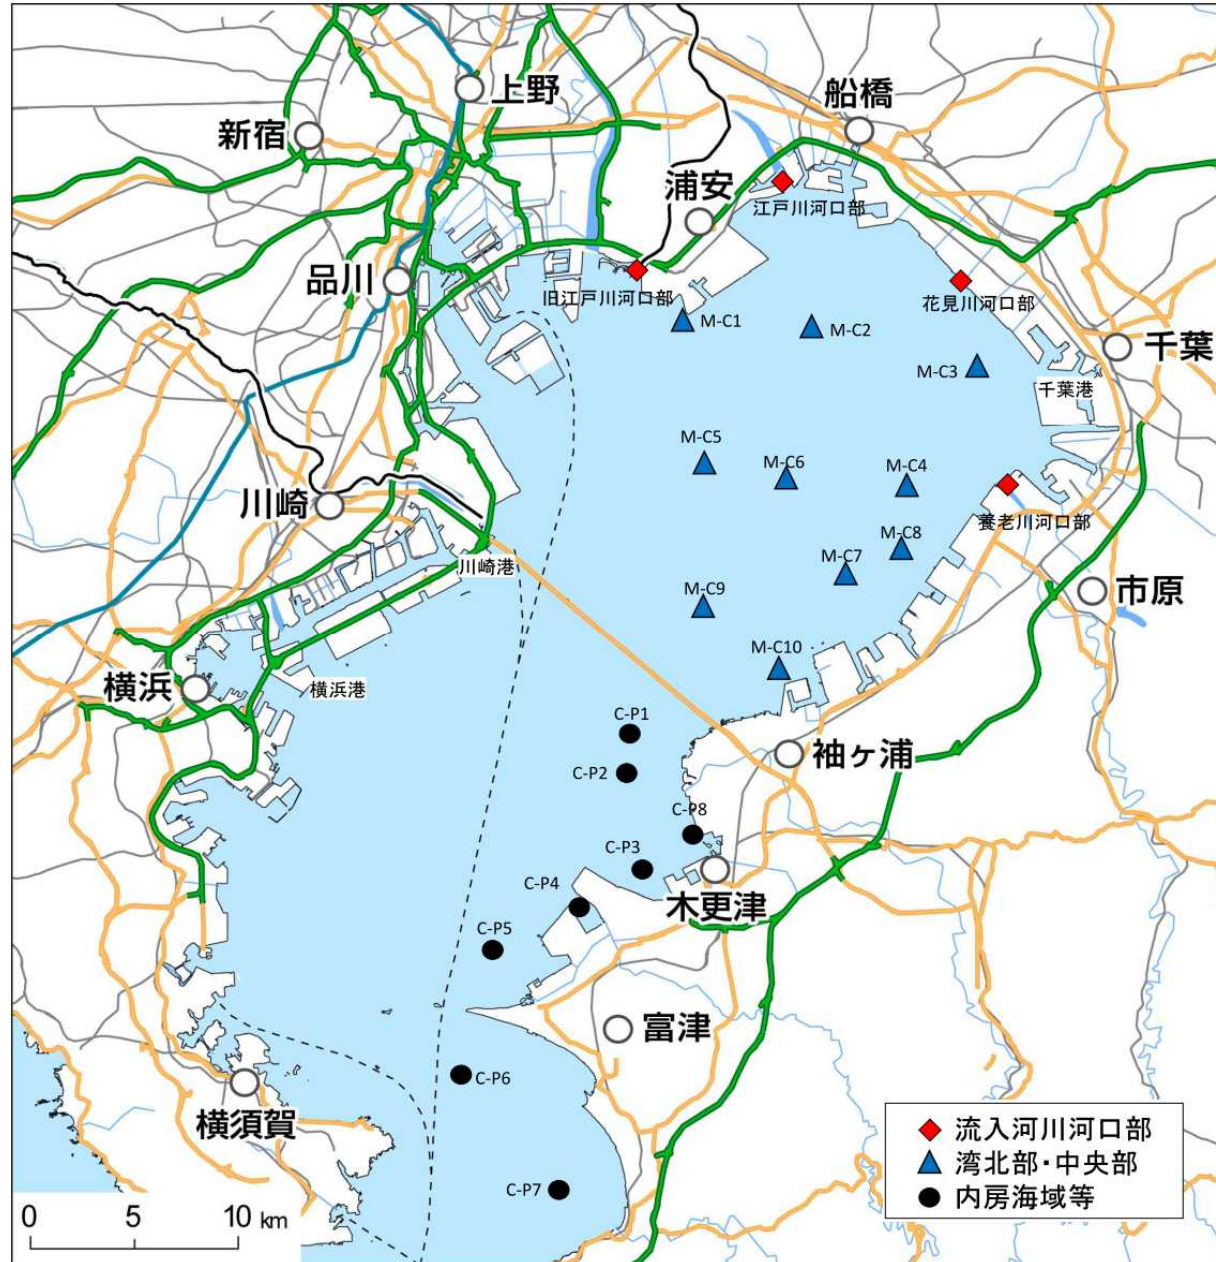 上野
船橋
新宿
浦安
江戸川河口部
品川
旧江戸川河口部
花見川河口部
M-C1
M-C2
千葉
M-C3
千葉港
M-C5
M-C6
M-C4
川崎
養老川河口部
M-C8
川崎港
M-C7
市原
M-C9
M-C10
横浜
横浜港
C-P1
袖ヶ浦
C-P2
C-P8
C-P3
C-P4
木更津
C-P5
富津
C-P6
横須賀
流入河川河口部
湾北部・中央部
C-P7
内房海域等
0 5 10 km